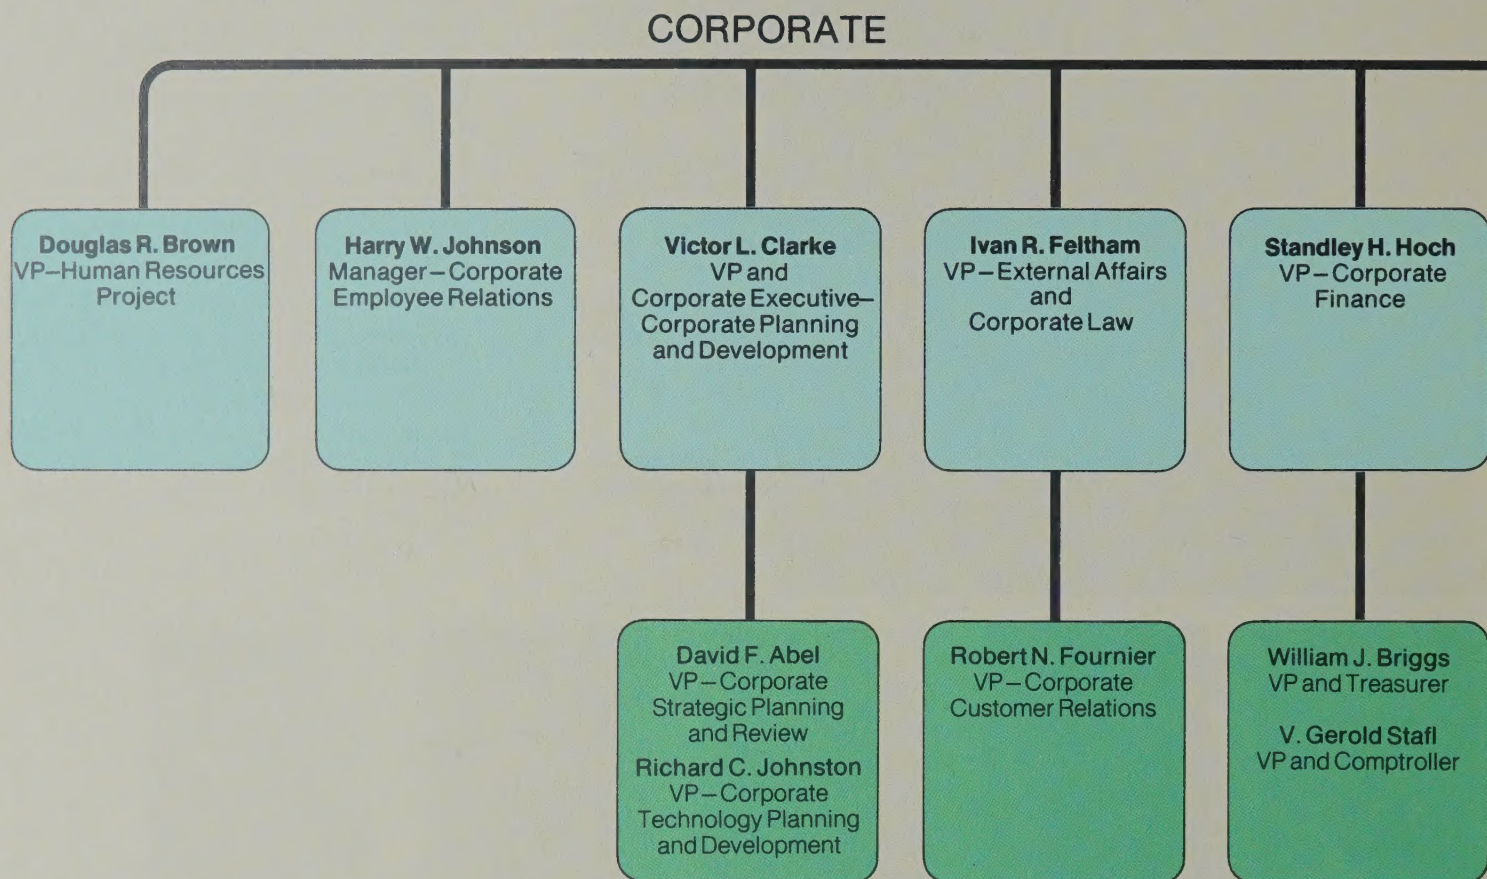 CORPORATE
Douglas R. Brown
VP–Human Resources
Project
Harry W. Johnson
Manager–Corporate
Employee Relations
Victor L. Clarke
VP and
Corporate Executive–
Corporate Planning
and Development
Ivan R. Feltham
VP–External Affairs
and
Corporate Law
Standley H. Hoch
VP–Corporate
Finance
David F. Abel
VP–Corporate
Strategic Planning
and Review
Richard C. Johnston
VP–Corporate
Technology Planning
and Development
Robert N. Fournier
VP–Corporate
Customer Relations
William J. Briggs
VP and Treasurer
V. Gerold Stafl
VP and Comptroller